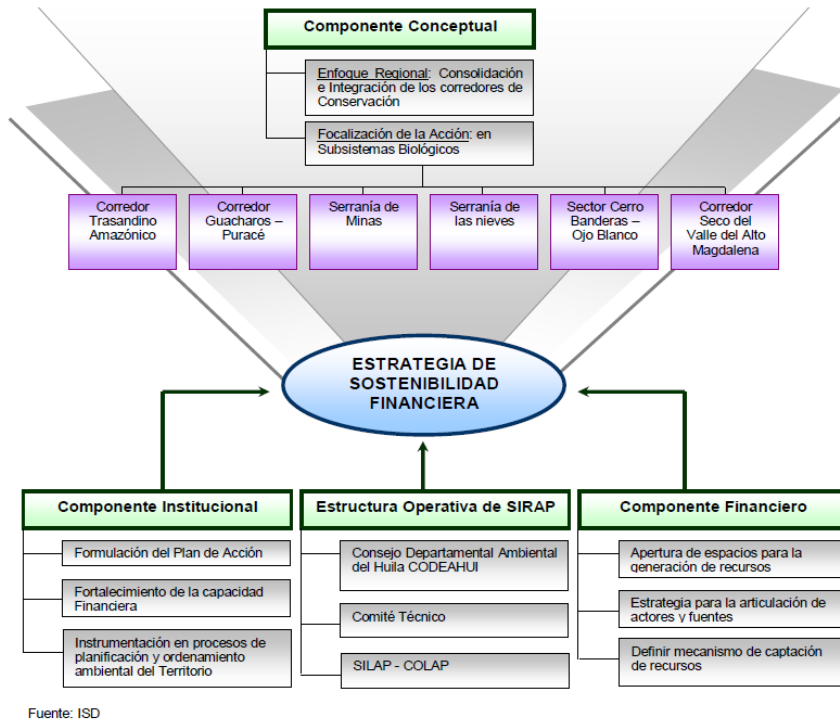 Componente Conceptual
Enfoque Regional: Consolidación
e Integración de los corredores de
Conservación
Focalización de la Acción: en
Subsistemas Biológicos
Corredor
Trasandino
Amazónico
Corredor
Guacharos –
Puracé
Serranía de
Minas
Serranía de
las nieves
Sector Cerro
Banderas –
Ojo Blanco
Corredor
Seco del
Valle del Alto
Magdalena
ESTRATEGIA DE
SOSTENIBILIDAD
FINANCIERA
Componente Institucional
Formulación del Plan de Acción
Fortalecimiento de la capacidad
Financiera
Instrumentación en procesos de
planificación y ordenamiento
ambiental del Territorio
Estructura Operativa de SIRAP
Consejo Departamental Ambiental
del Huila CODEAHUI
Comité Técnico
SILAP - COLAP
Componente Financiero
Apertura de espacios para la
generación de recursos
Estrategia para la articulación de
actores y fuentes
Definir mecanismo de captación
de recursos
Fuente: ISD